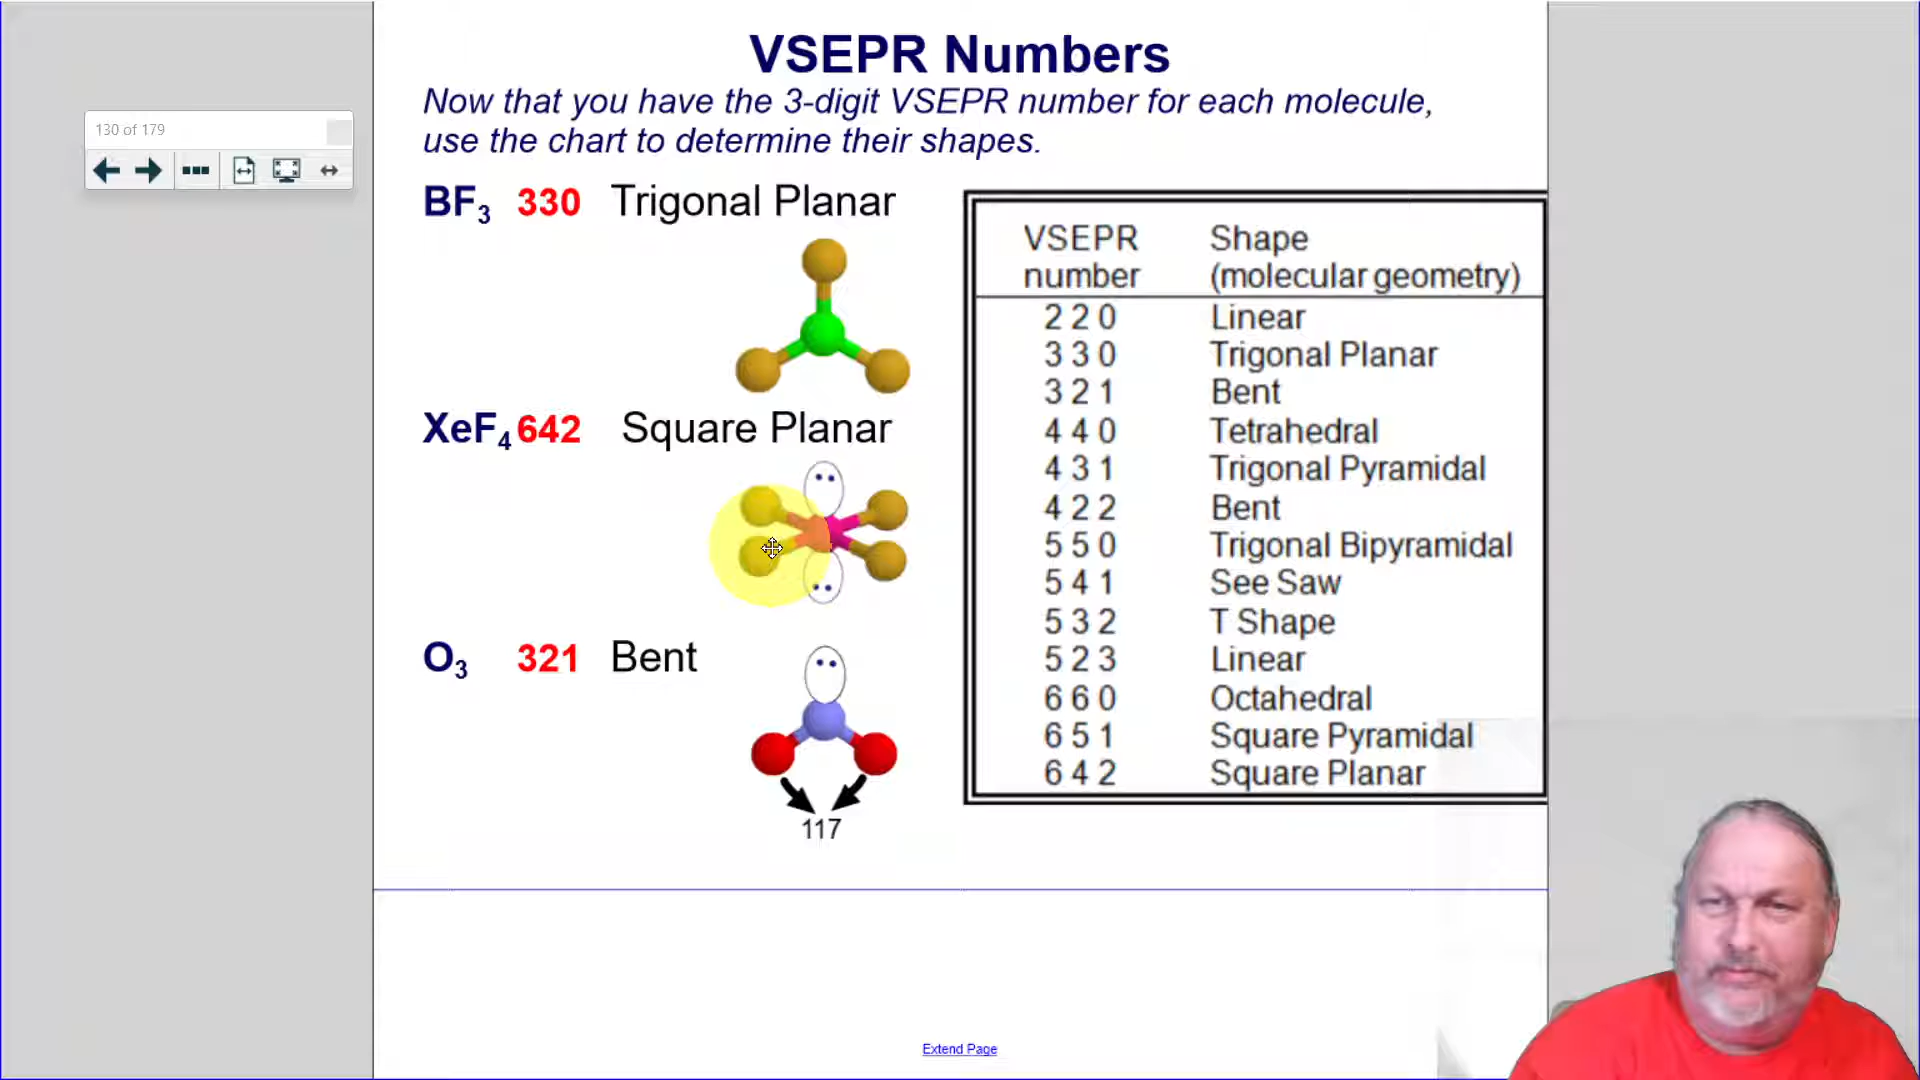 VSEPR Numbers
Now that you have the 3-digit VSEPR number for each molecule,
use the chart to determine their shapes.
130 of 179
BF3 330 Trigonal Planar
XeF4 642 Square Planar
O3 321 Bent
117
VSEPR number Shape (molecular geometry)
2 2 0 Linear
3 3 0 Trigonal Planar
3 2 1 Bent
4 4 0 Tetrahedral
4 3 1 Trigonal Pyramidal
4 2 2 Bent
5 5 0 Trigonal Bipyramidal
5 4 1 See Saw
5 3 2 T Shape
5 2 3 Linear
6 6 0 Octahedral
6 5 1 Square Pyramidal
6 4 2 Square Planar
Extend Page